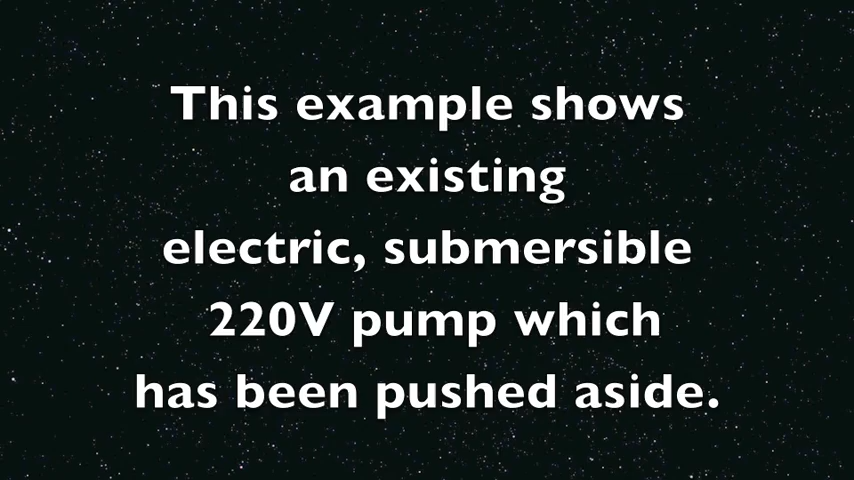 This example shows
an existing
electric, submersible
220V pump which
has been pushed aside.